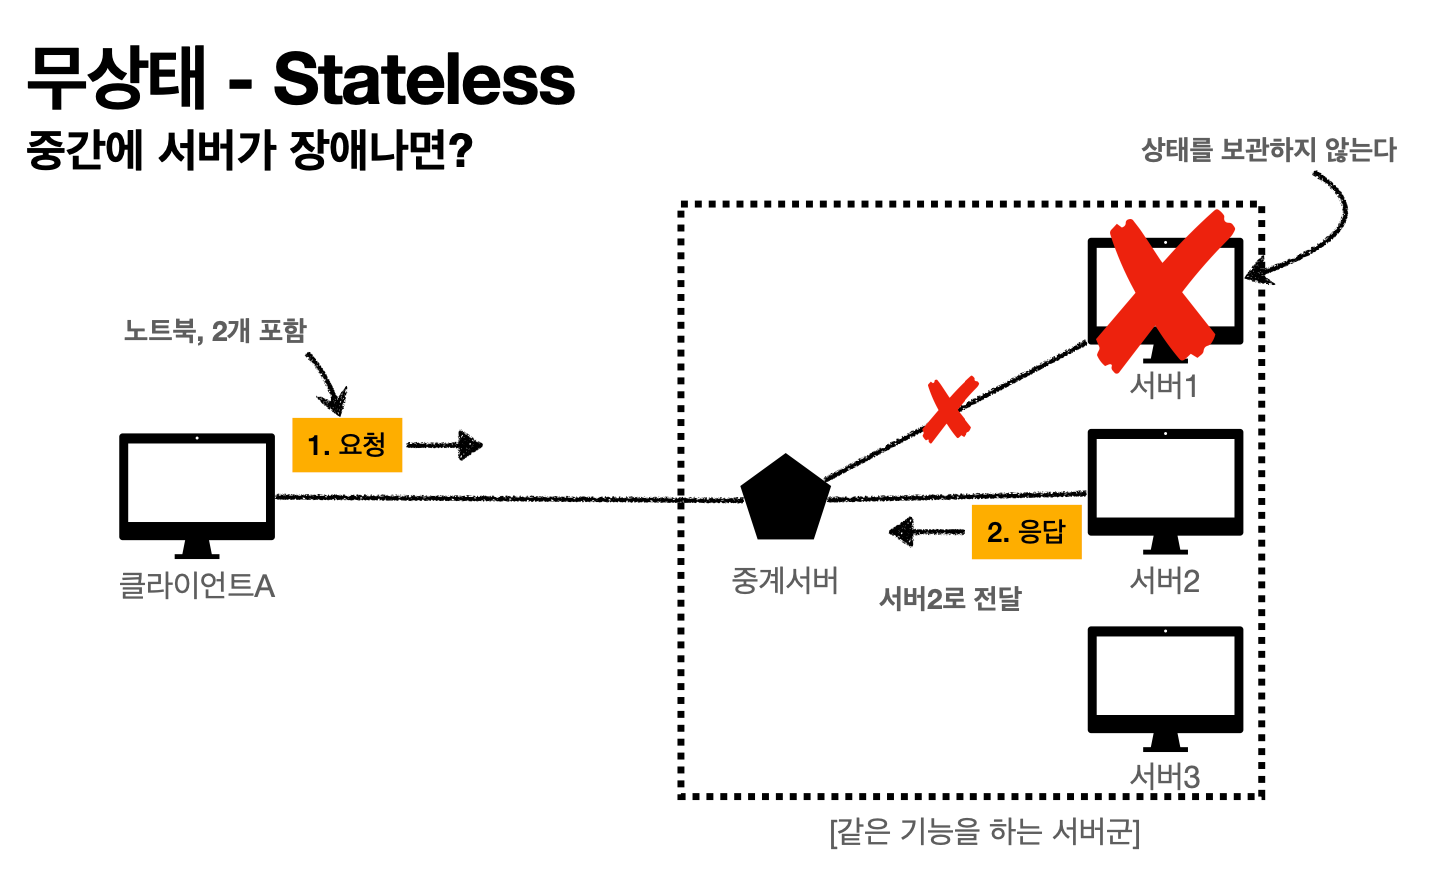 무상태 - Stateless
중간에 서버가 장애나면?
상태를 보관하지 않는다
노트북, 2개 포함
1. 요청
서버1
2. 응답
클라이언트A
중계서버
서버2로 전달
서버2
서버3
[같은 기능을 하는 서버군]